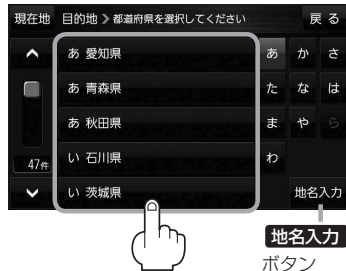 現在地 目的地 > 都道府県を選択してください 戻る
あ 愛知県 あ か さ
あ 青森県 た な は
あ 秋田県 ま や ら
い 石川県 わ
47件
い 茨城県 地名入力
地名入力
ボタン